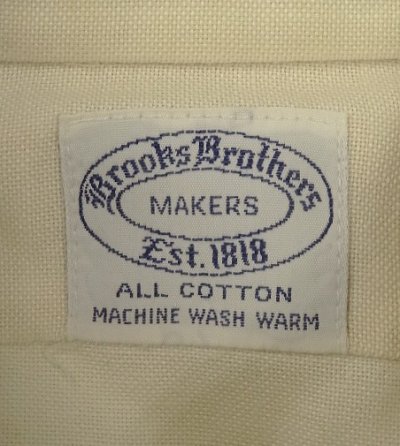 Brooks Brothers
MAKERS
Est. 1818
ALL COTTON
MACHINE WASH WARM